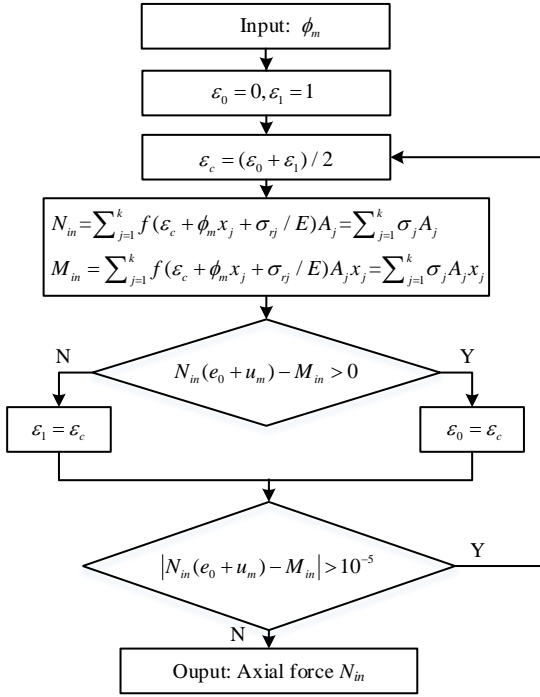 Input: ϕ_m
ε_0 = 0, ε_1 = 1
ε_c = (ε_0 + ε_1) / 2
N_in = ∑_{j=1}^{k} f(ε_c + ϕ_m x_j + σ_rj / E)A_j = ∑_{j=1}^{k} σ_j A_j
M_in = ∑_{j=1}^{k} f(ε_c + ϕ_m x_j + σ_rj / E)A_j x_j = ∑_{j=1}^{k} σ_j A_j x_j
N
Y
N_in(e_0 + u_m) − M_in > 0
ε_1 = ε_c
ε_0 = ε_c
|N_in(e_0 + u_m) − M_in| > 10^{−5}
Y
N
Ouput: Axial force N_in